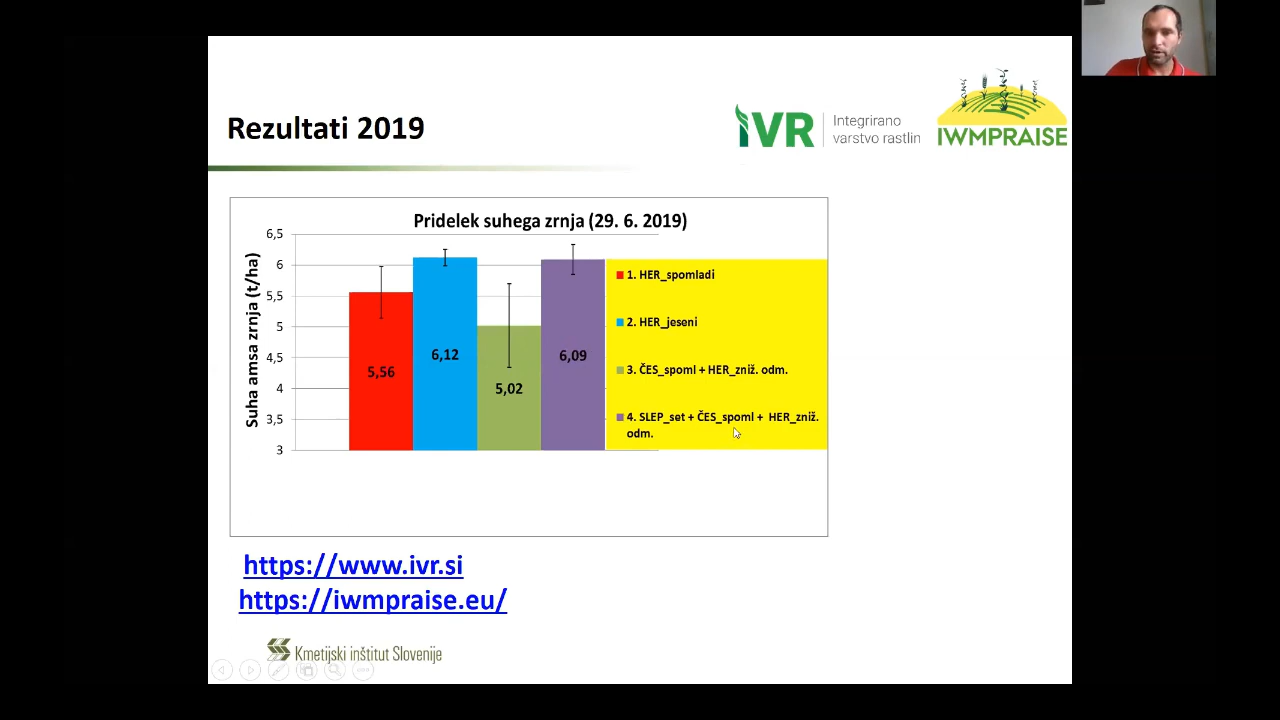 Rezultati 2019
IVR
Integrirano
varstvo rastlin
IWMPRAISE
Pridelek suhega zrnja (29. 6. 2019)
Suha amsa zrnja (t/ha)
6,5
6
5,5
5
4,5
4
3,5
3
5,56
6,12
5,02
6,09
1. HER_spomladi
2. HER_jeseni
3. ČES_spoml + HER_zniž. odm.
4. SLEP_set + ČES_spoml + HER_zniž.
odm.
https://www.ivr.si
https://iwmpraise.eu/
Kmetijski inštitut Slovenije